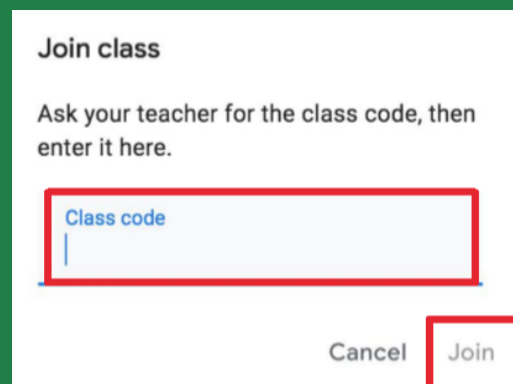 Join class
Ask your teacher for the class code, then
enter it here.
Class code
Cancel Join